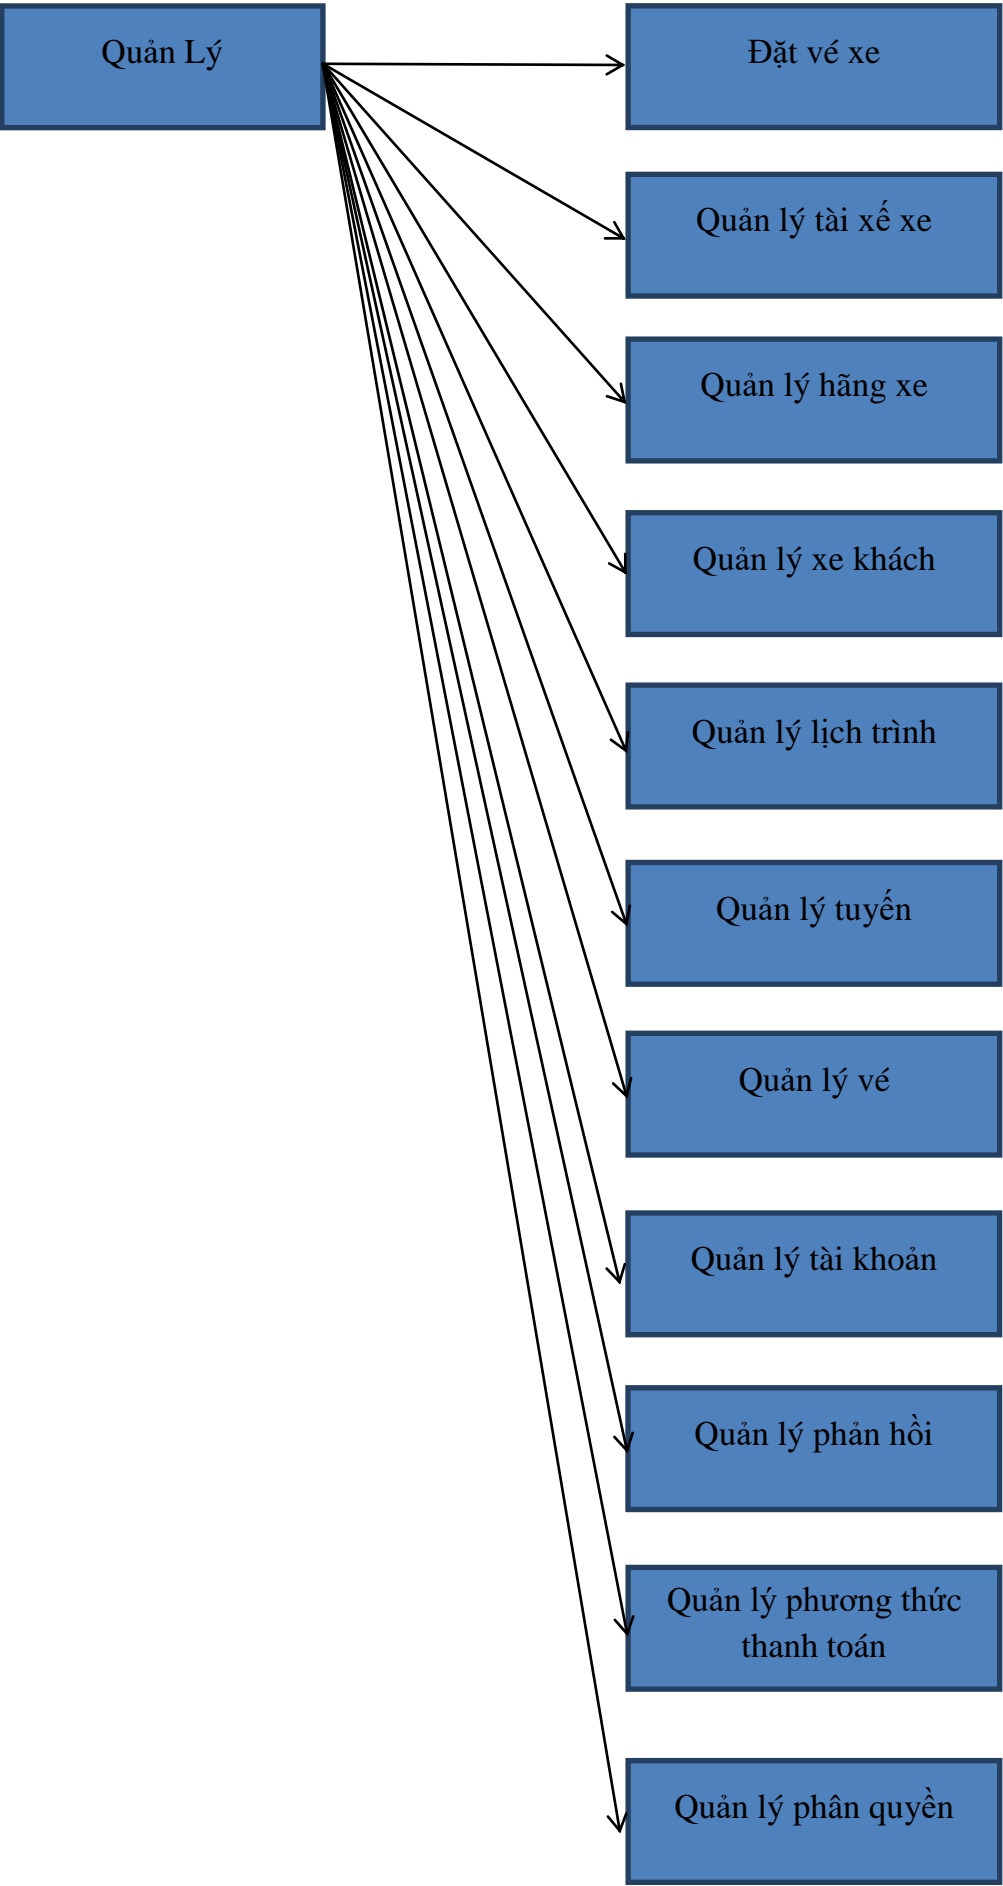 Quản Lý
Đặt vé xe
Quản lý tài xế xe
Quản lý hãng xe
Quản lý xe khách
Quản lý lịch trình
Quản lý tuyến
Quản lý vé
Quản lý tài khoản
Quản lý phản hồi
Quản lý phương thức
thanh toán
Quản lý phân quyền